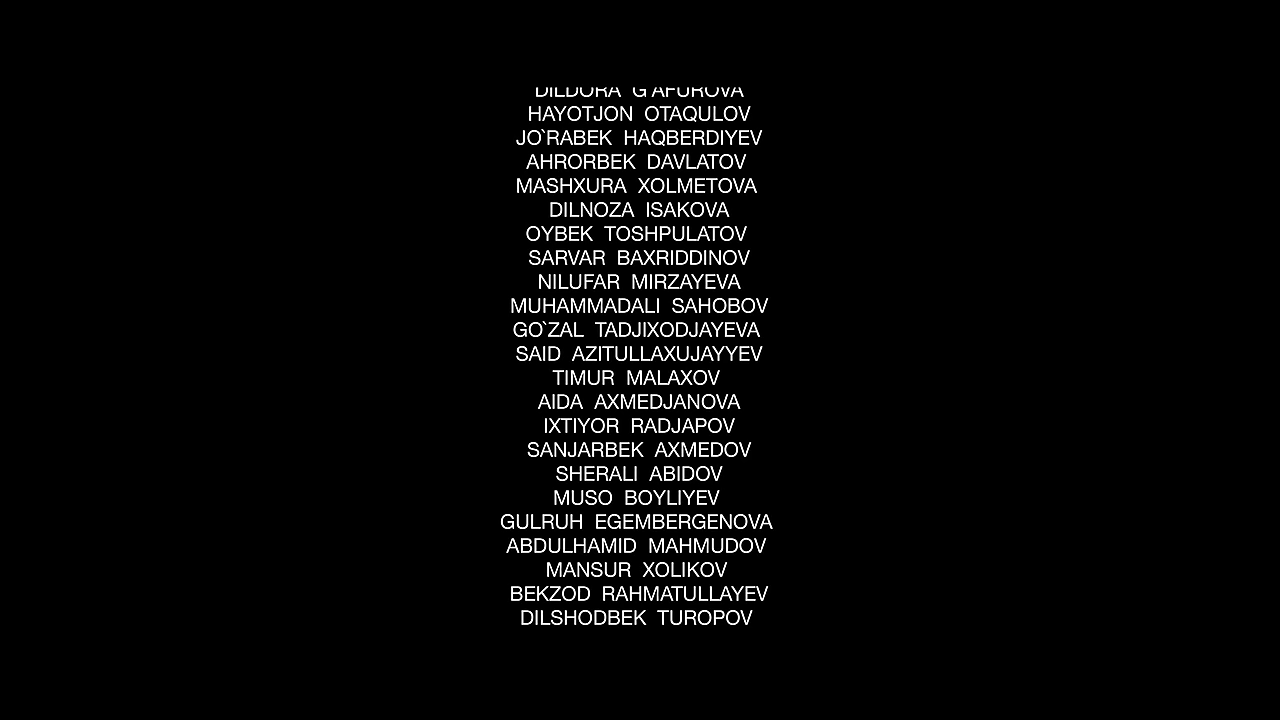 DILDORA G'AFUROVA
HAYOTJON OTAQULOV
JO`RABEK HAQBERDIYEV
AHRORBEK DAVLATOV
MASHXURA XOLMETOVA
DILNOZA ISAKOVA
OYBEK TOSHPULATOV
SARVAR BAXRIDDINOV
NILUFAR MIRZAYEVA
MUHAMMADALI SAHOBOV
GO`ZAL TADJIXODJAYEVA
SAID AZITULLAXUJAYYEV
TIMUR MALAXOV
AIDA AXMEDJANOVA
IXTIYOR RADJAPOV
SANJARBEK AXMEDOV
SHERALI ABIDOV
MUSO BOYLIYEV
GULRUH EGEMBERGENOVA
ABDULHAMID MAHMUDOV
MANSUR XOLIKOV
BEKZOD RAHMATULLAYEV
DILSHODBEK TUROPOV